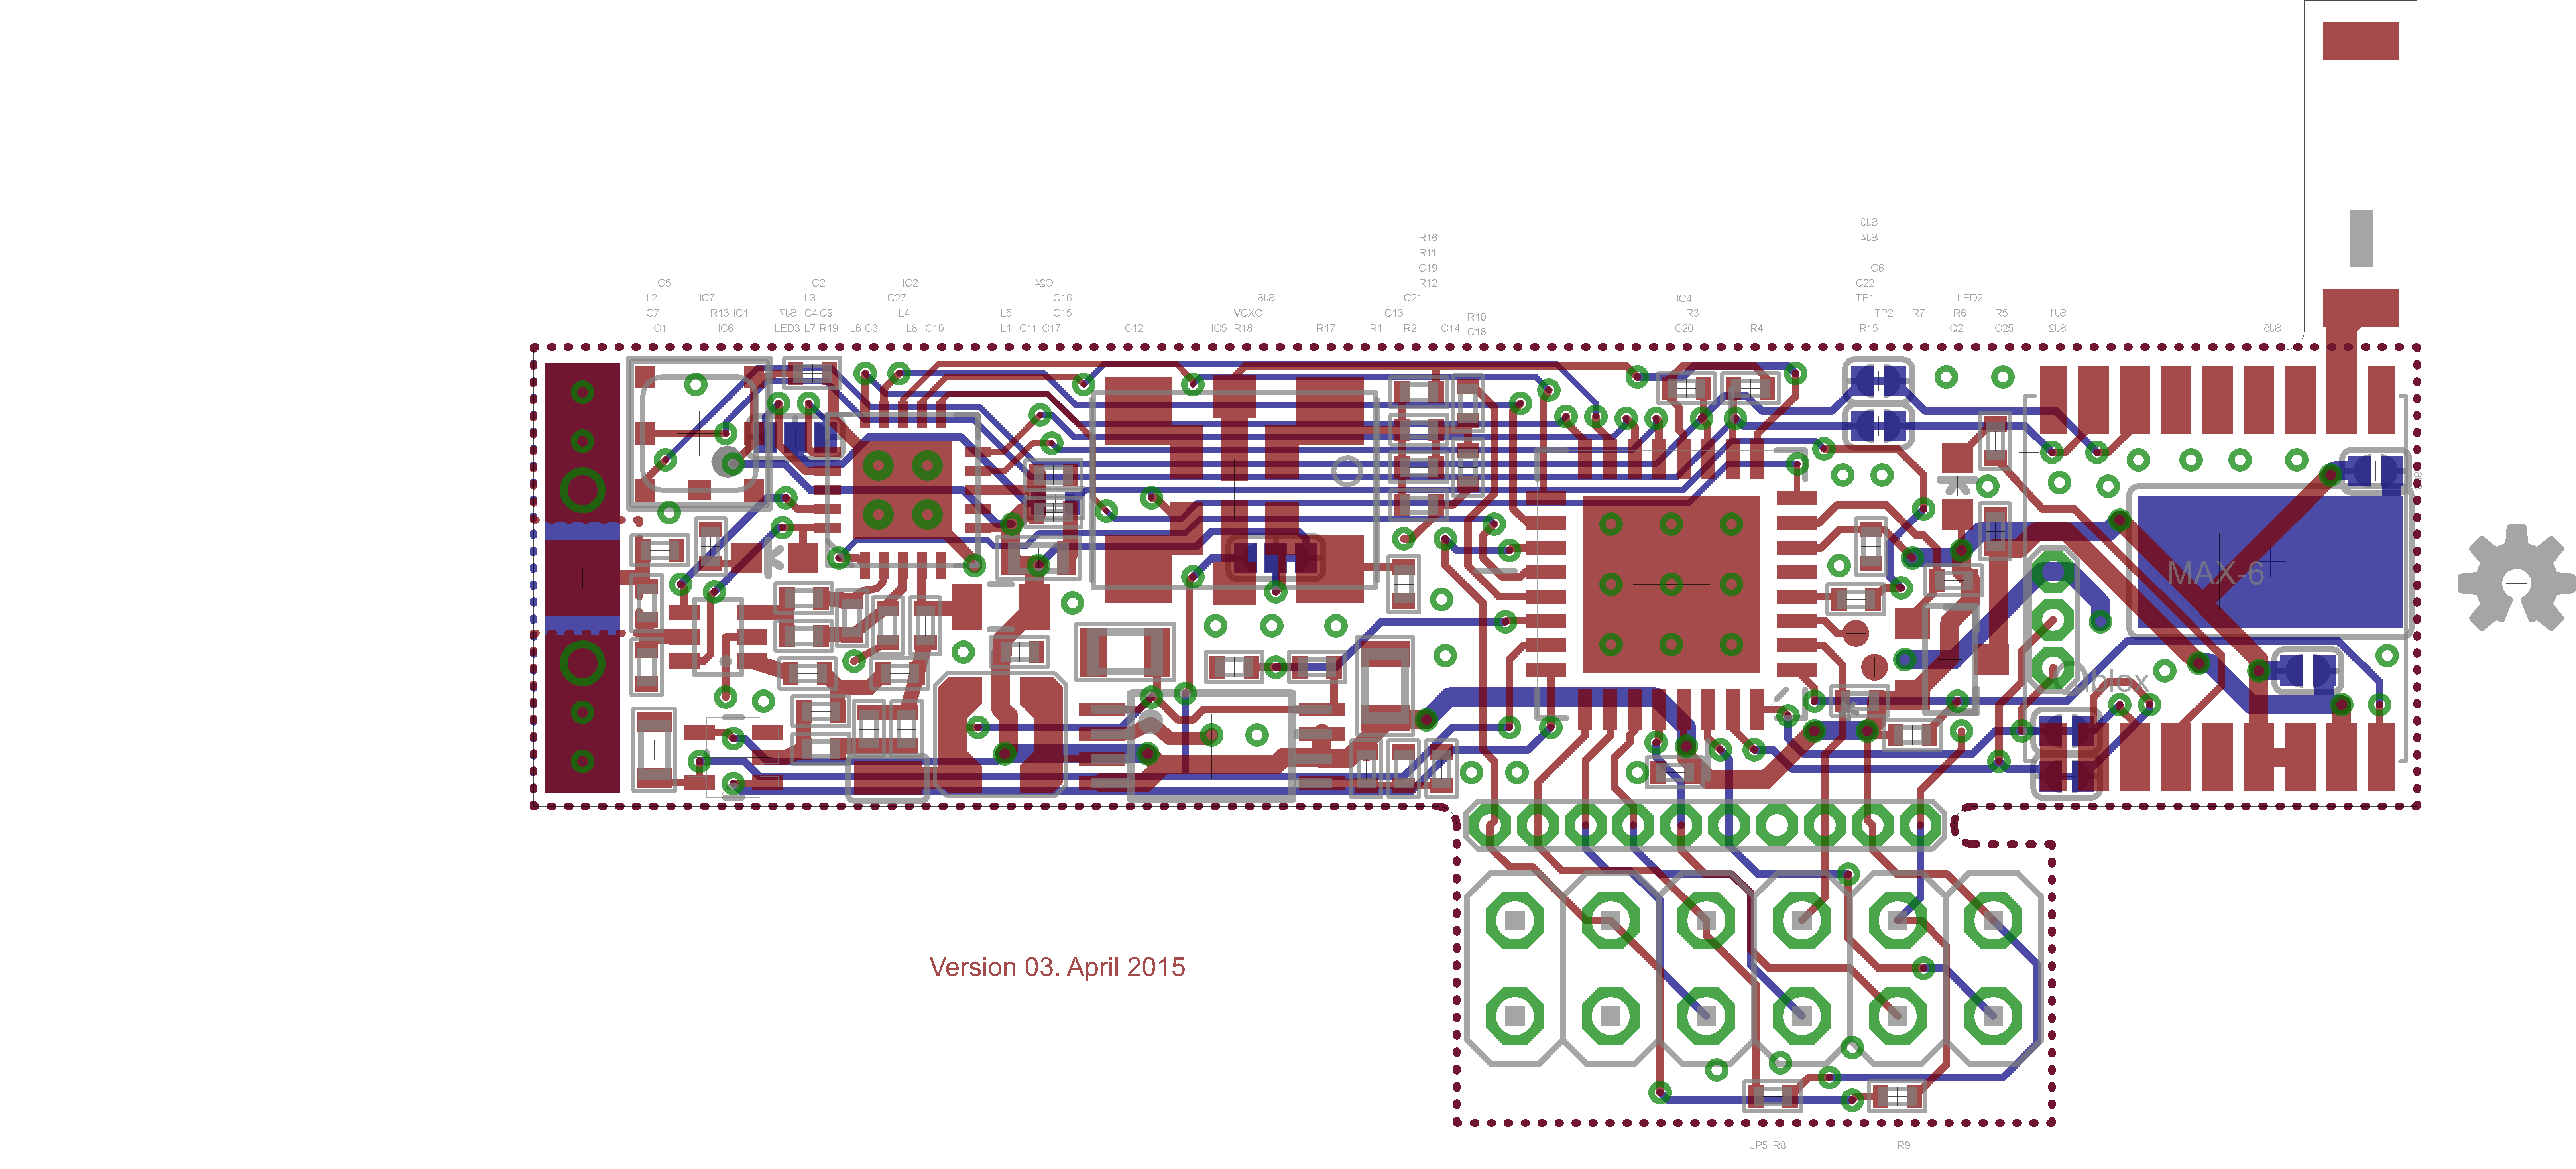 SJ3
SJ4
R16
R11
C19
C6
C5 C2 IC2 C24 R12 C22
L2 IC7 L3 C27 C16 SJ8 C21 TP1 IC4 LED2
C7 R13 IC1 SJ7 C4 C9 L4 L5 C15 VCXO C13 R3 TP2 R7 R6 R5 SJ1
C1 IC6 LED3 L7 R19 L6 C3 L8 C10 L1 C11 C17 C12 IC5 R18 R17 R1 R2 C14 R10 C18 C20 R4 R15 Q2 C25 SJ2 SJ5
MAX-6
blox
Version 03. April 2015
JP5 R8 R9